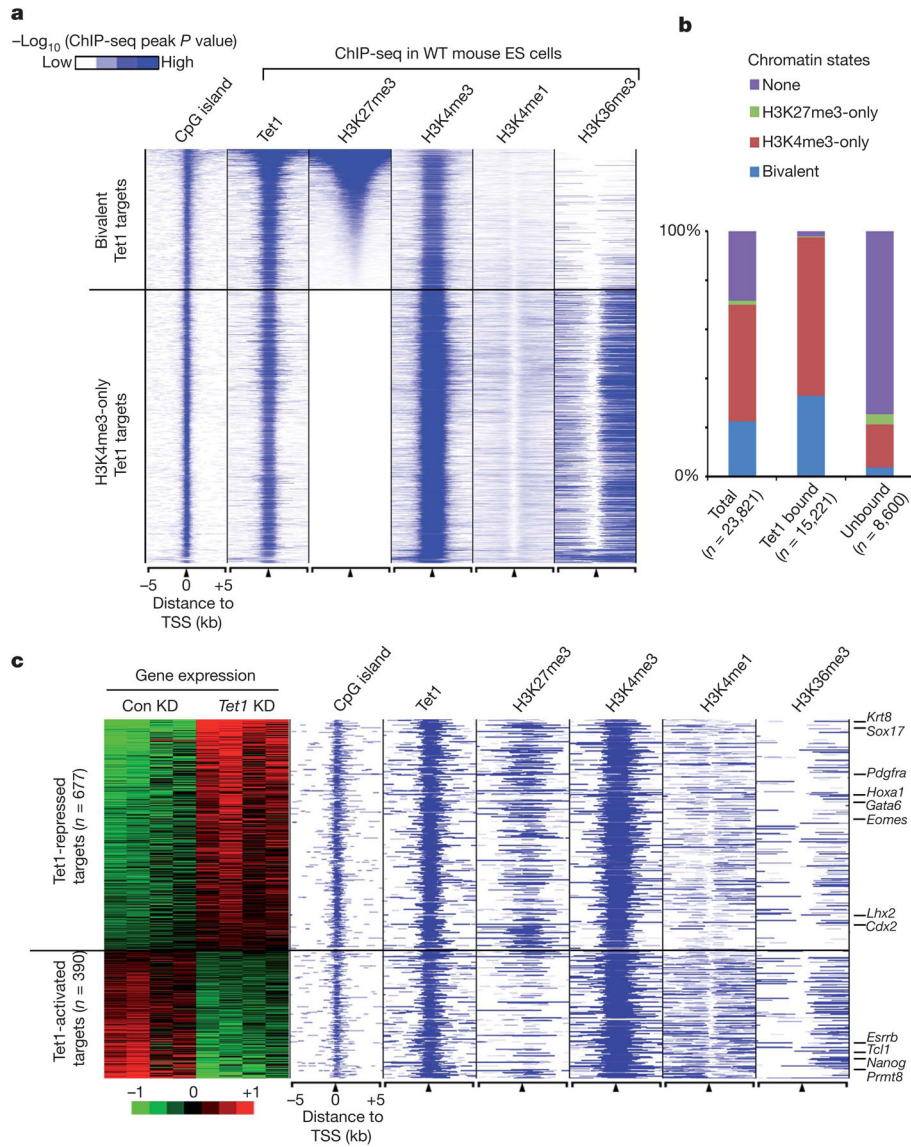 a
−Log10 (ChIP-seq peak P value)
Low High
ChIP-seq in WT mouse ES cells
CpG island
Tet1
H3K27me3
H3K4me3
H3K4me1
H3K36me3
Bivalent
Tet1 targets
H3K4me3-only
Tet1 targets
−5 0 +5
Distance to
TSS (kb)
b
Chromatin states
None
H3K27me3-only
H3K4me3-only
Bivalent
100%
0%
Total
(n = 23,821)
Tet1 bound
(n = 15,221)
Unbound
(n = 8,600)
c
Gene expression
Con KD Tet1 KD
CpG island
Tet1
H3K27me3
H3K4me3
H3K4me1
H3K36me3
Tet1-repressed
targets (n = 677)
Tet1-activated
targets (n = 390)
Krt8
Sox17
Pdgfra
Hoxa1
Gata6
Eomes
Lhx2
Cdx2
Esrrb
Tcl1
Nanog
Prmt8
−1 0 +1
−5 0 +5
Distance to
TSS (kb)